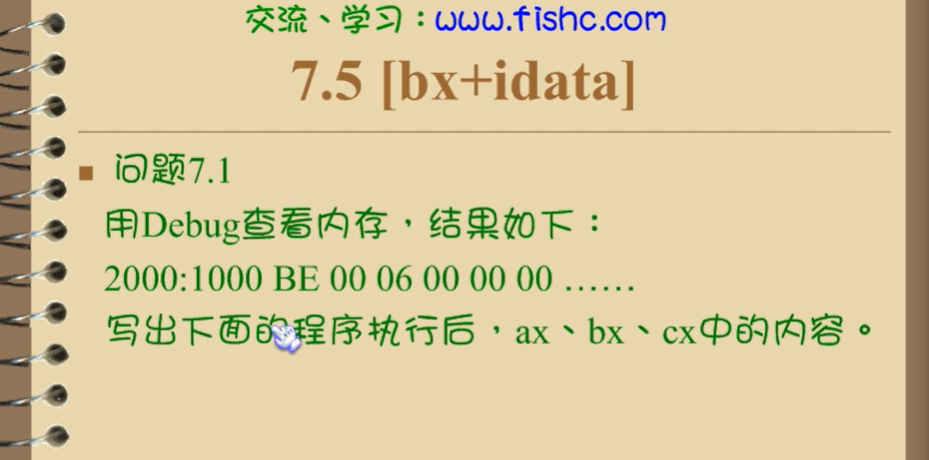 交流、学习：www.fishc.com
7.5 [bx+idata]
问题7.1
用Debug查看内存，结果如下：
2000:1000 BE 00 06 00 00 00 ……
写出下面的程序执行后，ax、bx、cx中的内容。